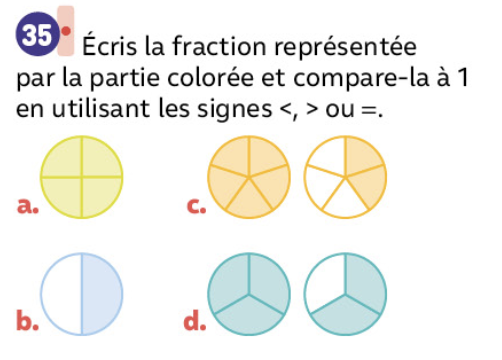 35 Écris la fraction représentée
par la partie colorée et compare-la à 1
en utilisant les signes <, > ou =.
a.
c.
b.
d.